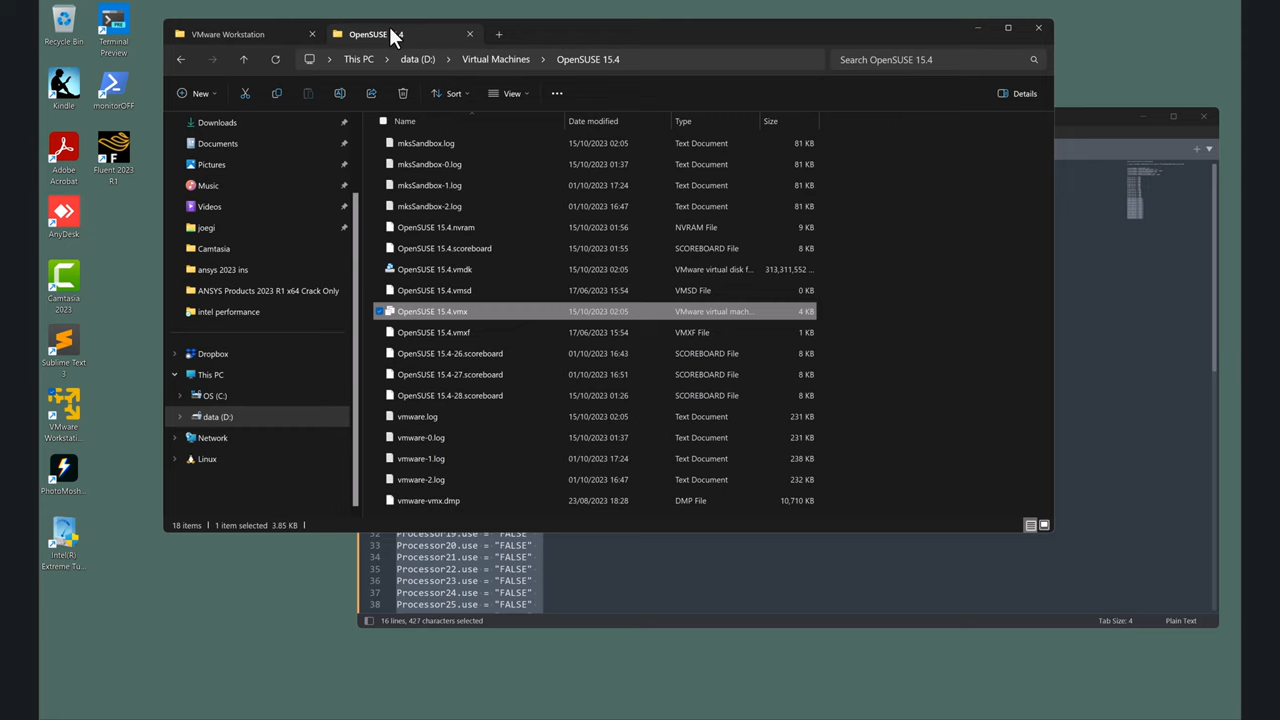 Recycle Bin
Terminal Preview
Kindle
monitorOFF
Adobe Acrobat
Fluent 2023 R1
AnyDesk
Camtasia 2023
Sublime Text 3
VMware Workstati...
PhotoMosh...
Intel(R) Extreme Tu...
VMware Workstation
OpenSUSE 15.4
This PC > data (D:) > Virtual Machines > OpenSUSE 15.4
Search OpenSUSE 15.4
New
Sort
View
Details
Downloads
Documents
Pictures
Music
Videos
joegi
Camtasia
ansys 2023 ins
ANSYS Products 2023 R1 x64 Crack Only
intel performance
Dropbox
This PC
OS (C:)
data (D:)
Network
Linux
Name Date modified Type Size
mksSandbox.log 15/10/2023 02:05 Text Document 81 KB
mksSandbox-0.log 15/10/2023 01:37 Text Document 81 KB
mksSandbox-1.log 01/10/2023 17:24 Text Document 81 KB
mksSandbox-2.log 01/10/2023 16:47 Text Document 81 KB
OpenSUSE 15.4.nvram 15/10/2023 01:56 NVRAM File 9 KB
OpenSUSE 15.4.scoreboard 15/10/2023 01:55 SCOREBOARD File 8 KB
OpenSUSE 15.4.vmdk 15/10/2023 02:05 VMware virtual disk f... 313,311,552 ...
OpenSUSE 15.4.vmsd 17/06/2023 15:54 VMSD File 0 KB
OpenSUSE 15.4.vmx 15/10/2023 02:05 VMware virtual mach... 4 KB
OpenSUSE 15.4.vmxf 17/06/2023 15:54 VMXF File 1 KB
OpenSUSE 15.4-26.scoreboard 01/10/2023 16:43 SCOREBOARD File 8 KB
OpenSUSE 15.4-27.scoreboard 01/10/2023 16:51 SCOREBOARD File 8 KB
OpenSUSE 15.4-28.scoreboard 15/10/2023 01:26 SCOREBOARD File 8 KB
vmware.log 15/10/2023 02:05 Text Document 231 KB
vmware-0.log 15/10/2023 01:37 Text Document 231 KB
vmware-1.log 01/10/2023 17:24 Text Document 238 KB
vmware-2.log 01/10/2023 16:47 Text Document 232 KB
vmware-vmx.dmp 23/08/2023 18:28 DMP File 10,710 KB
18 items | 1 item selected 3.85 KB |
32 Processor19.use = "FALSE"
33 Processor20.use = "FALSE"
34 Processor21.use = "FALSE"
35 Processor22.use = "FALSE"
36 Processor23.use = "FALSE"
37 Processor24.use = "FALSE"
38 Processor25.use = "FALSE"
16 lines, 427 characters selected
Tab Size: 4
Plain Text